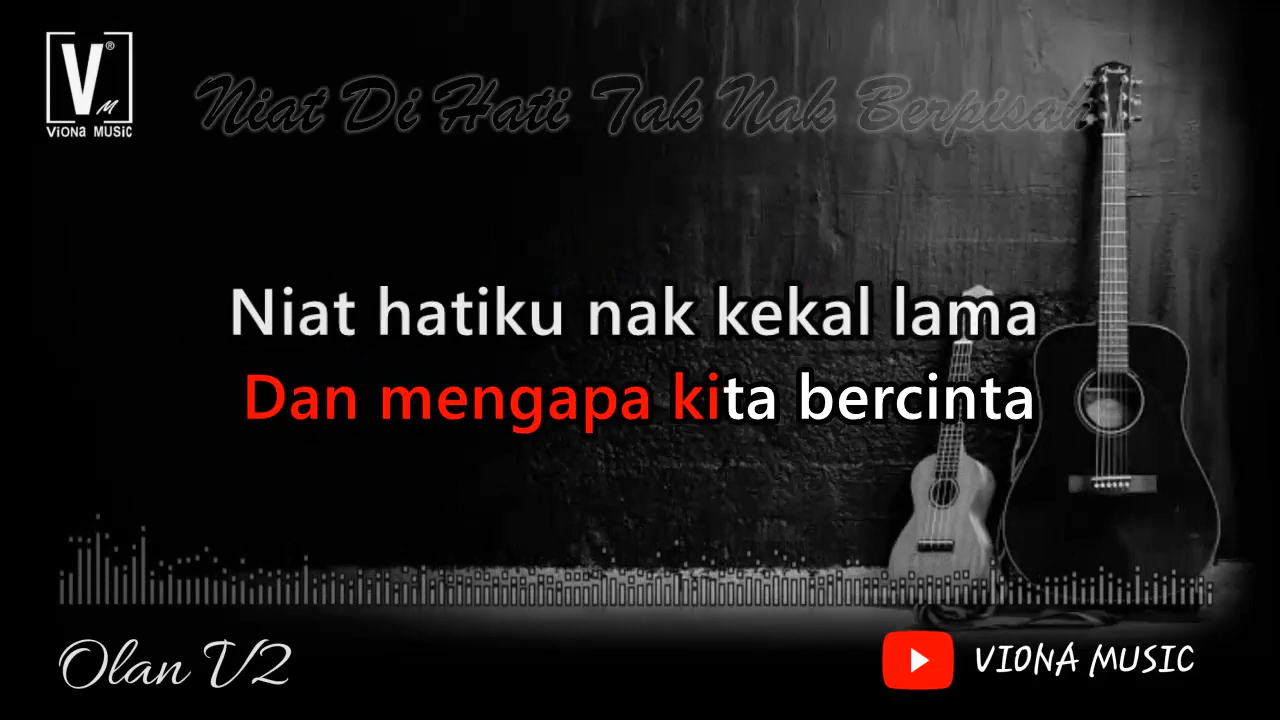 V®
M
ViONA MUSiC
Niat Di Hati Tak Nak Berpisah
Niat hatiku nak kekal lama
Dan mengapa kita bercinta
Olan V2
VIONA MUSIC